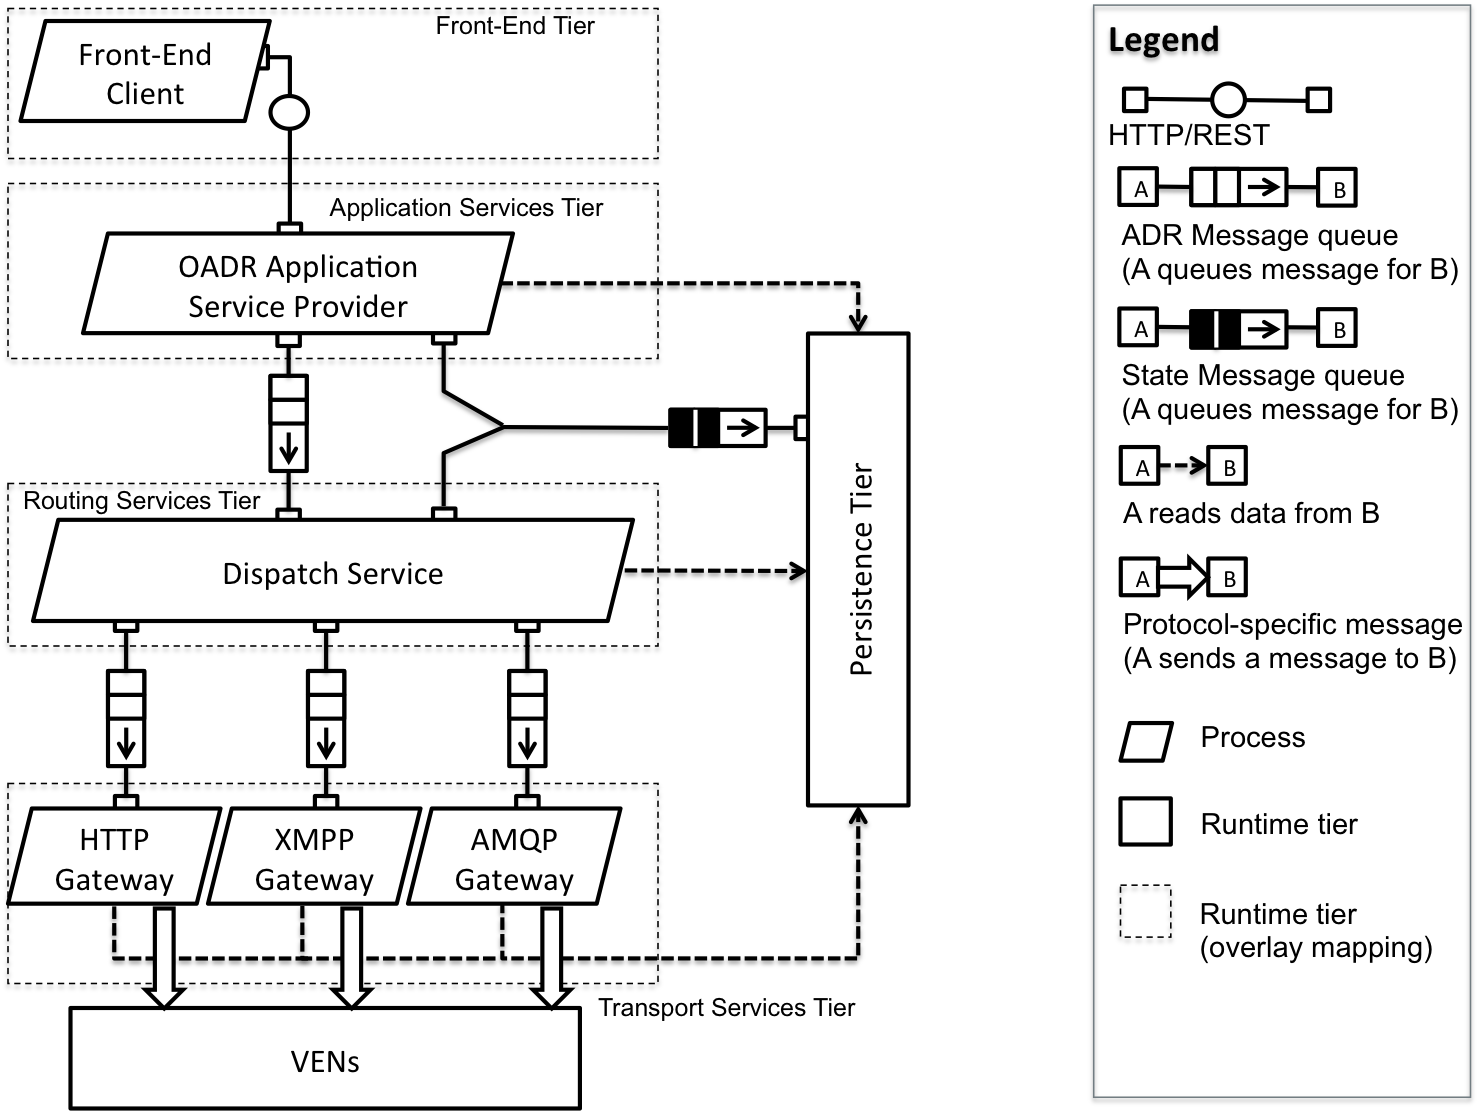 Front-End Tier
Front-End
Client
Application Services Tier
OADR Application
Service Provider
Routing Services Tier
Dispatch Service
Persistence Tier
HTTP
Gateway
XMPP
Gateway
AMQP
Gateway
Transport Services Tier
VENs
Legend
HTTP/REST
A
B
ADR Message queue
(A queues message for B)
A
B
State Message queue
(A queues message for B)
A
B
A reads data from B
A
B
Protocol-specific message
(A sends a message to B)
Process
Runtime tier
Runtime tier
(overlay mapping)